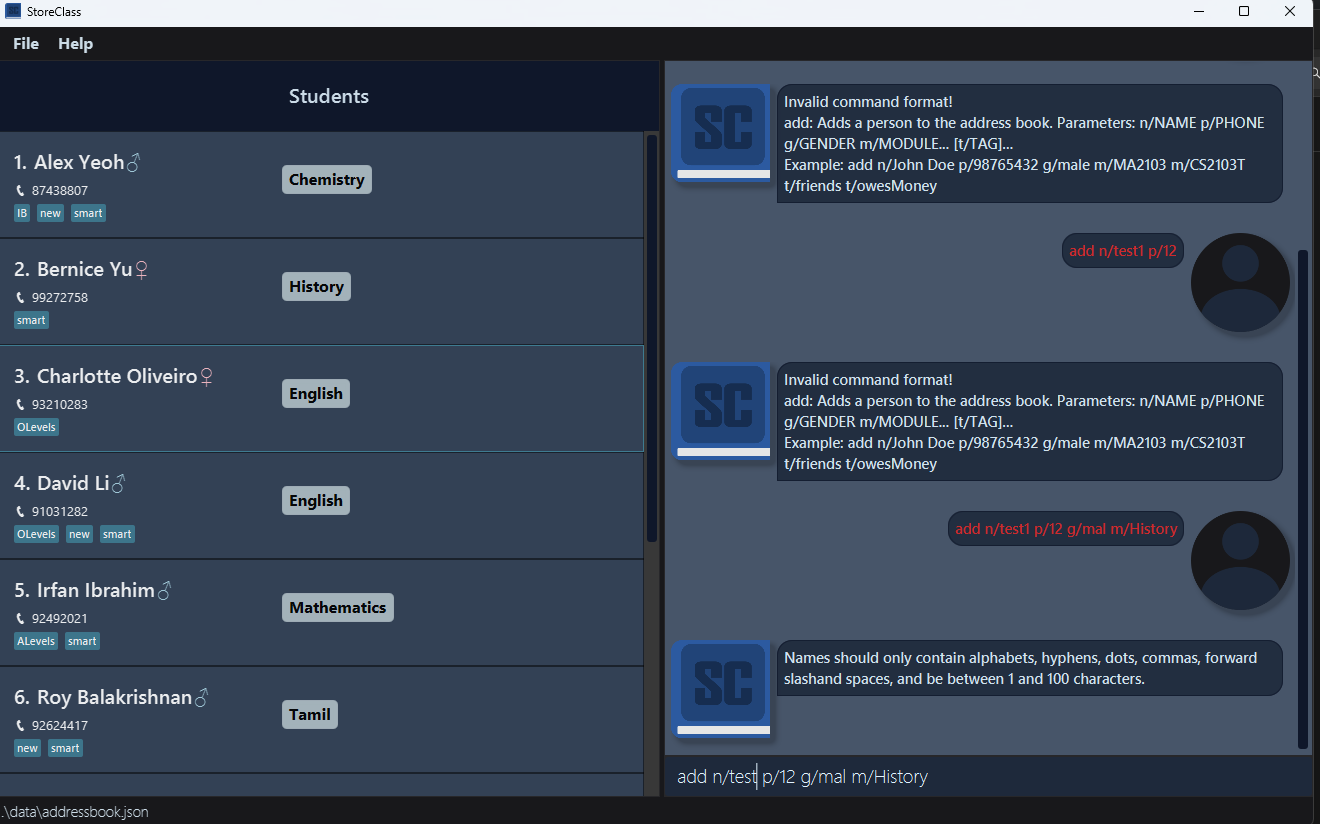 StoreClass
File Help
Students
1. Alex Yeoh♂
87438807
IB new smart
Chemistry
2. Bernice Yu♀
99272758
smart
History
3. Charlotte Oliveiro♀
93210283
OLevels
English
4. David Li♂
91031282
OLevels new smart
English
5. Irfan Ibrahim♂
92492021
ALevels smart
Mathematics
6. Roy Balakrishnan♂
92624417
new smart
Tamil
SC
Invalid command format!
add: Adds a person to the address book. Parameters: n/NAME p/PHONE
g/GENDER m/MODULE... [t/TAG]...
Example: add n/John Doe p/98765432 g/male m/MA2103 m/CS2103T
t/friends t/owesMoney
add n/test1 p/12
SC
Invalid command format!
add: Adds a person to the address book. Parameters: n/NAME p/PHONE
g/GENDER m/MODULE... [t/TAG]...
Example: add n/John Doe p/98765432 g/male m/MA2103 m/CS2103T
t/friends t/owesMoney
add n/test1 p/12 g/mal m/History
SC
Names should only contain alphabets, hyphens, dots, commas, forward
slashand spaces, and be between 1 and 100 characters.
add n/test p/12 g/mal m/History
.\data\addressbook.json